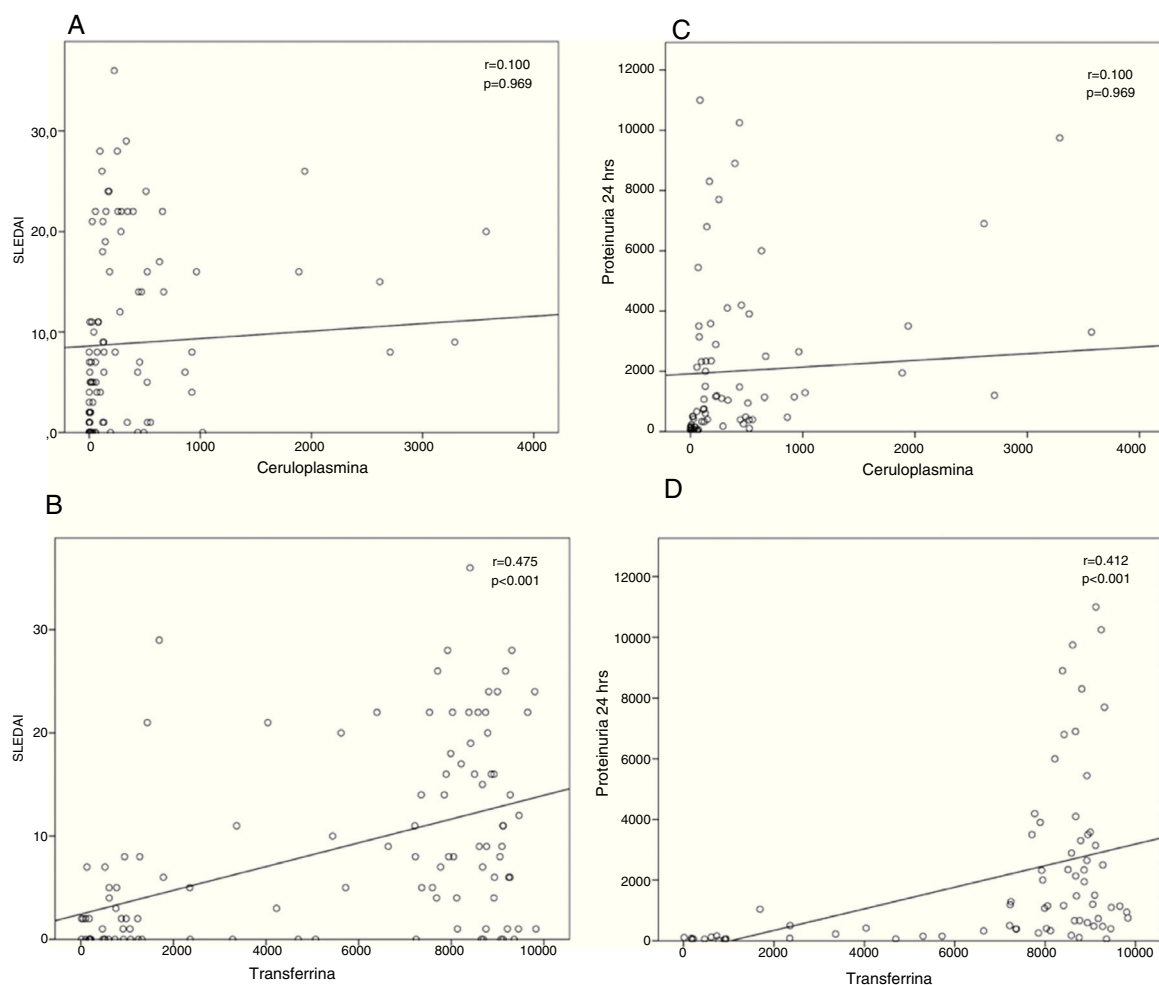 A
r=0.100
p=0.969
30,0
20,0
10,0
,0
SLEDAI
0 1000 2000 3000 4000
Ceruloplasmina
C
r=0.100
p=0.969
12000
10000
8000
6000
4000
2000
0
Proteinuria 24 hrs
0 1000 2000 3000 4000
Ceruloplasmina
B
r=0.475
p<0.001
30
20
10
0
SLEDAI
0 2000 4000 6000 8000 10000
Transferrina
D
r=0.412
p<0.001
12000
10000
8000
6000
4000
2000
0
Proteinuria 24 hrs
0 2000 4000 6000 8000 10000
Transferrina